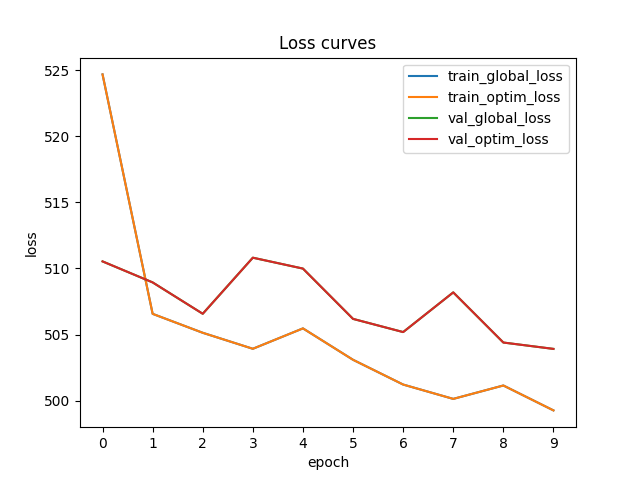 Loss curves
train_global_loss
train_optim_loss
val_global_loss
val_optim_loss
525
520
515
510
505
500
loss
0 1 2 3 4 5 6 7 8 9
epoch